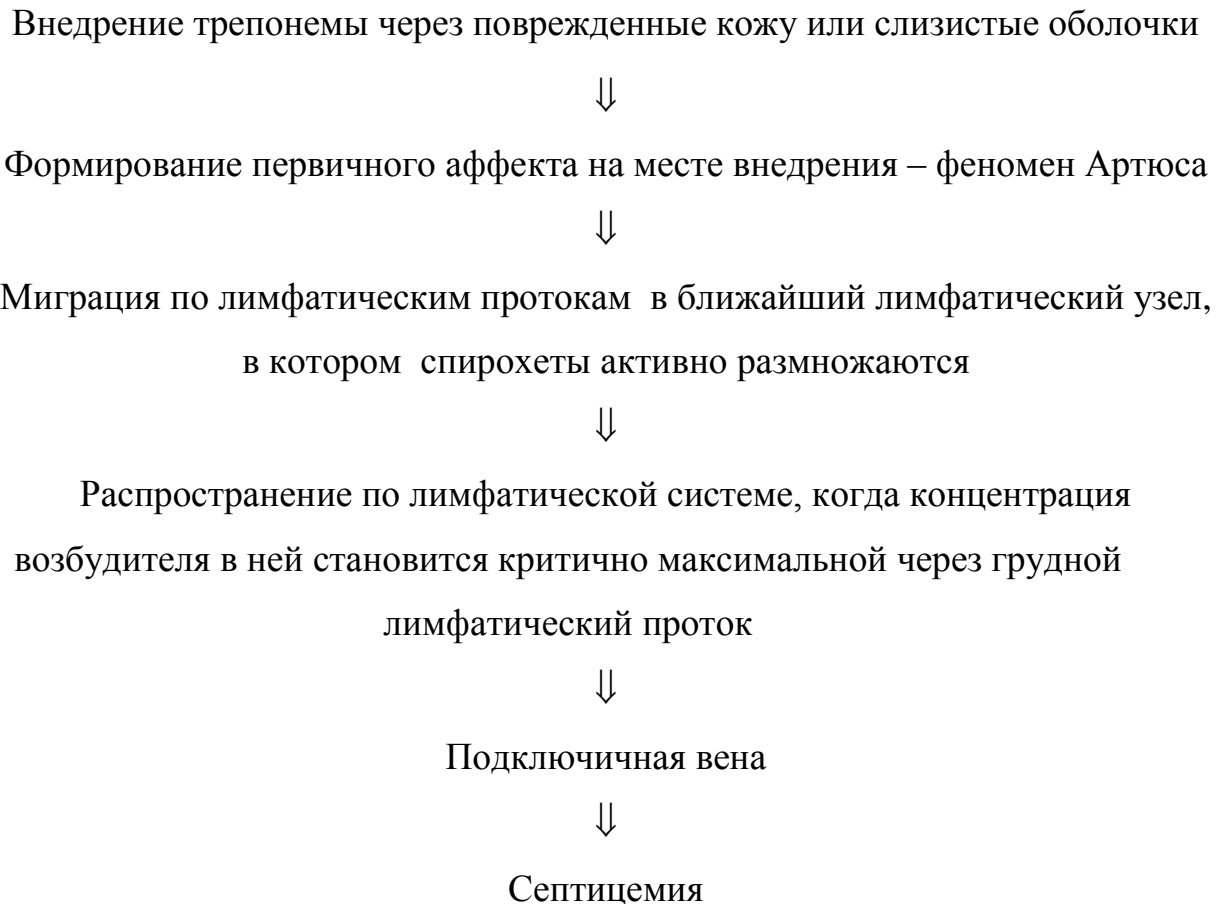 Внедрение трепонемы через поврежденные кожу или слизистые оболочки
⇓
Формирование первичного аффекта на месте внедрения – феномен Артюса
⇓
Миграция по лимфатическим протокам в ближайший лимфатический узел,
в котором спирохеты активно размножаются
⇓
Распространение по лимфатической системе, когда концентрация
возбудителя в ней становится критично максимальной через грудной
лимфатический проток
⇓
Подключичная вена
⇓
Септицемия